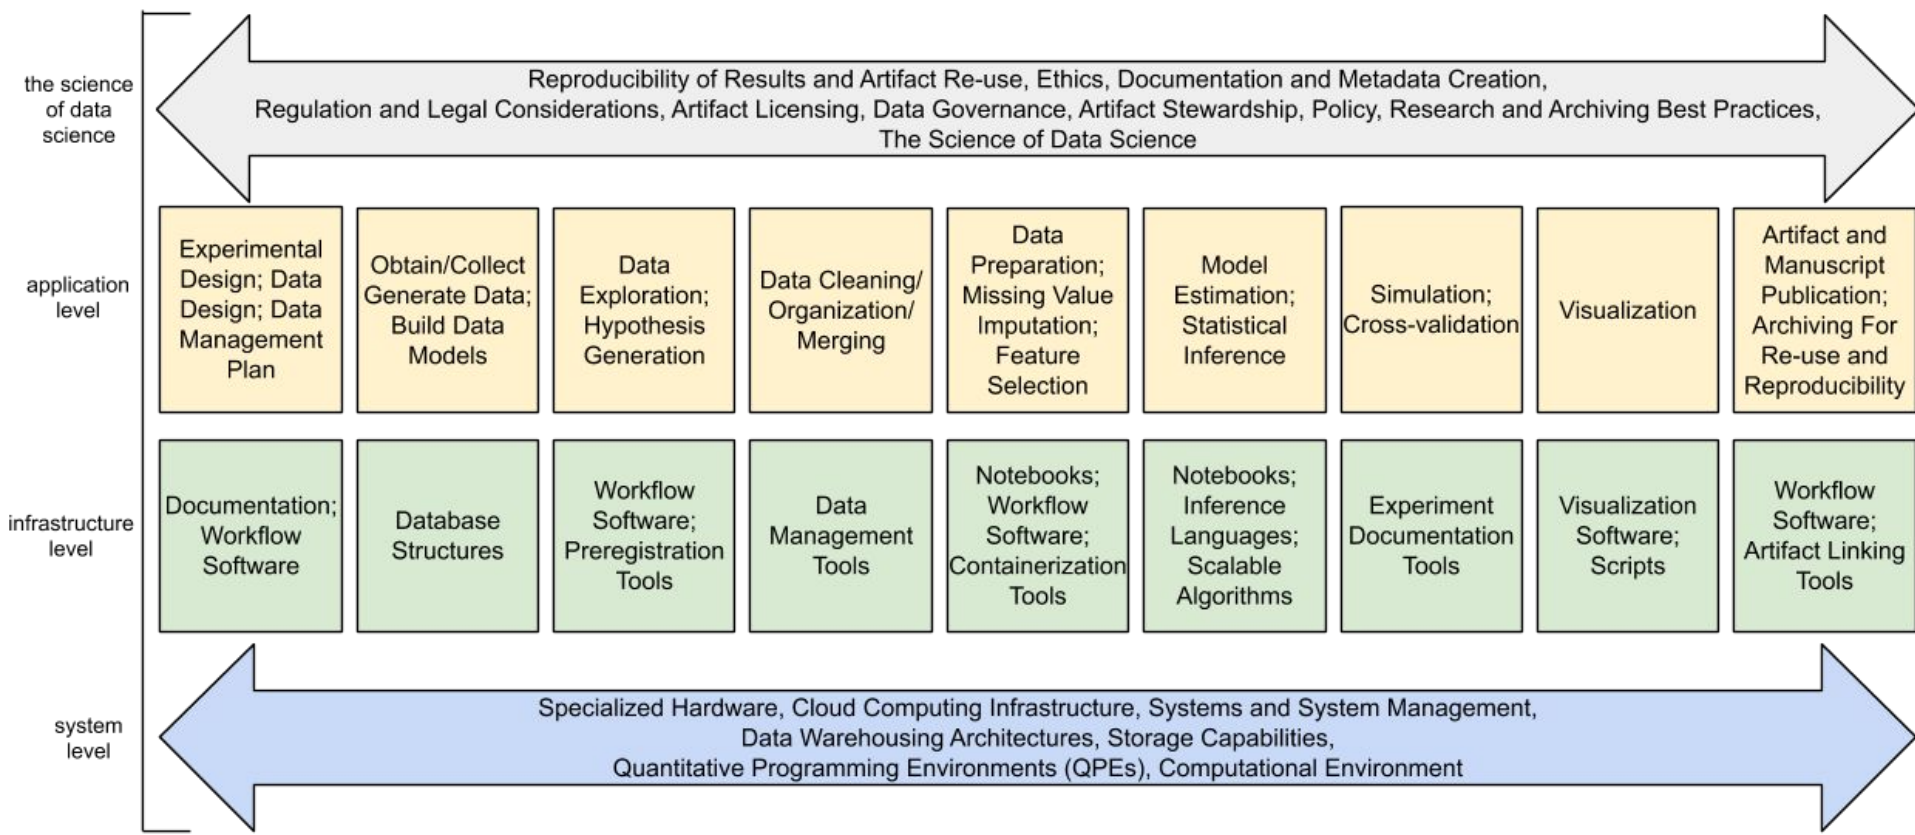 the science
of data
science
Reproducibility of Results and Artifact Re-use, Ethics, Documentation and Metadata Creation,
Regulation and Legal Considerations, Artifact Licensing, Data Governance, Artifact Stewardship, Policy, Research and Archiving Best Practices,
The Science of Data Science
application
level
Experimental
Design; Data
Design; Data
Management
Plan
Obtain/Collect
Generate Data;
Build Data
Models
Data
Exploration;
Hypothesis
Generation
Data Cleaning/
Organization/
Merging
Data
Preparation;
Missing Value
Imputation;
Feature
Selection
Model
Estimation;
Statistical
Inference
Simulation;
Cross-validation
Visualization
Artifact and
Manuscript
Publication;
Archiving For
Re-use and
Reproducibility
infrastructure
level
Documentation;
Workflow
Software
Database
Structures
Workflow
Software;
Preregistration
Tools
Data
Management
Tools
Notebooks;
Workflow
Software;
Containerization
Tools
Notebooks;
Inference
Languages;
Scalable
Algorithms
Experiment
Documentation
Tools
Visualization
Software;
Scripts
Workflow
Software;
Artifact Linking
Tools
system
level
Specialized Hardware, Cloud Computing Infrastructure, Systems and System Management,
Data Warehousing Architectures, Storage Capabilities,
Quantitative Programming Environments (QPEs), Computational Environment